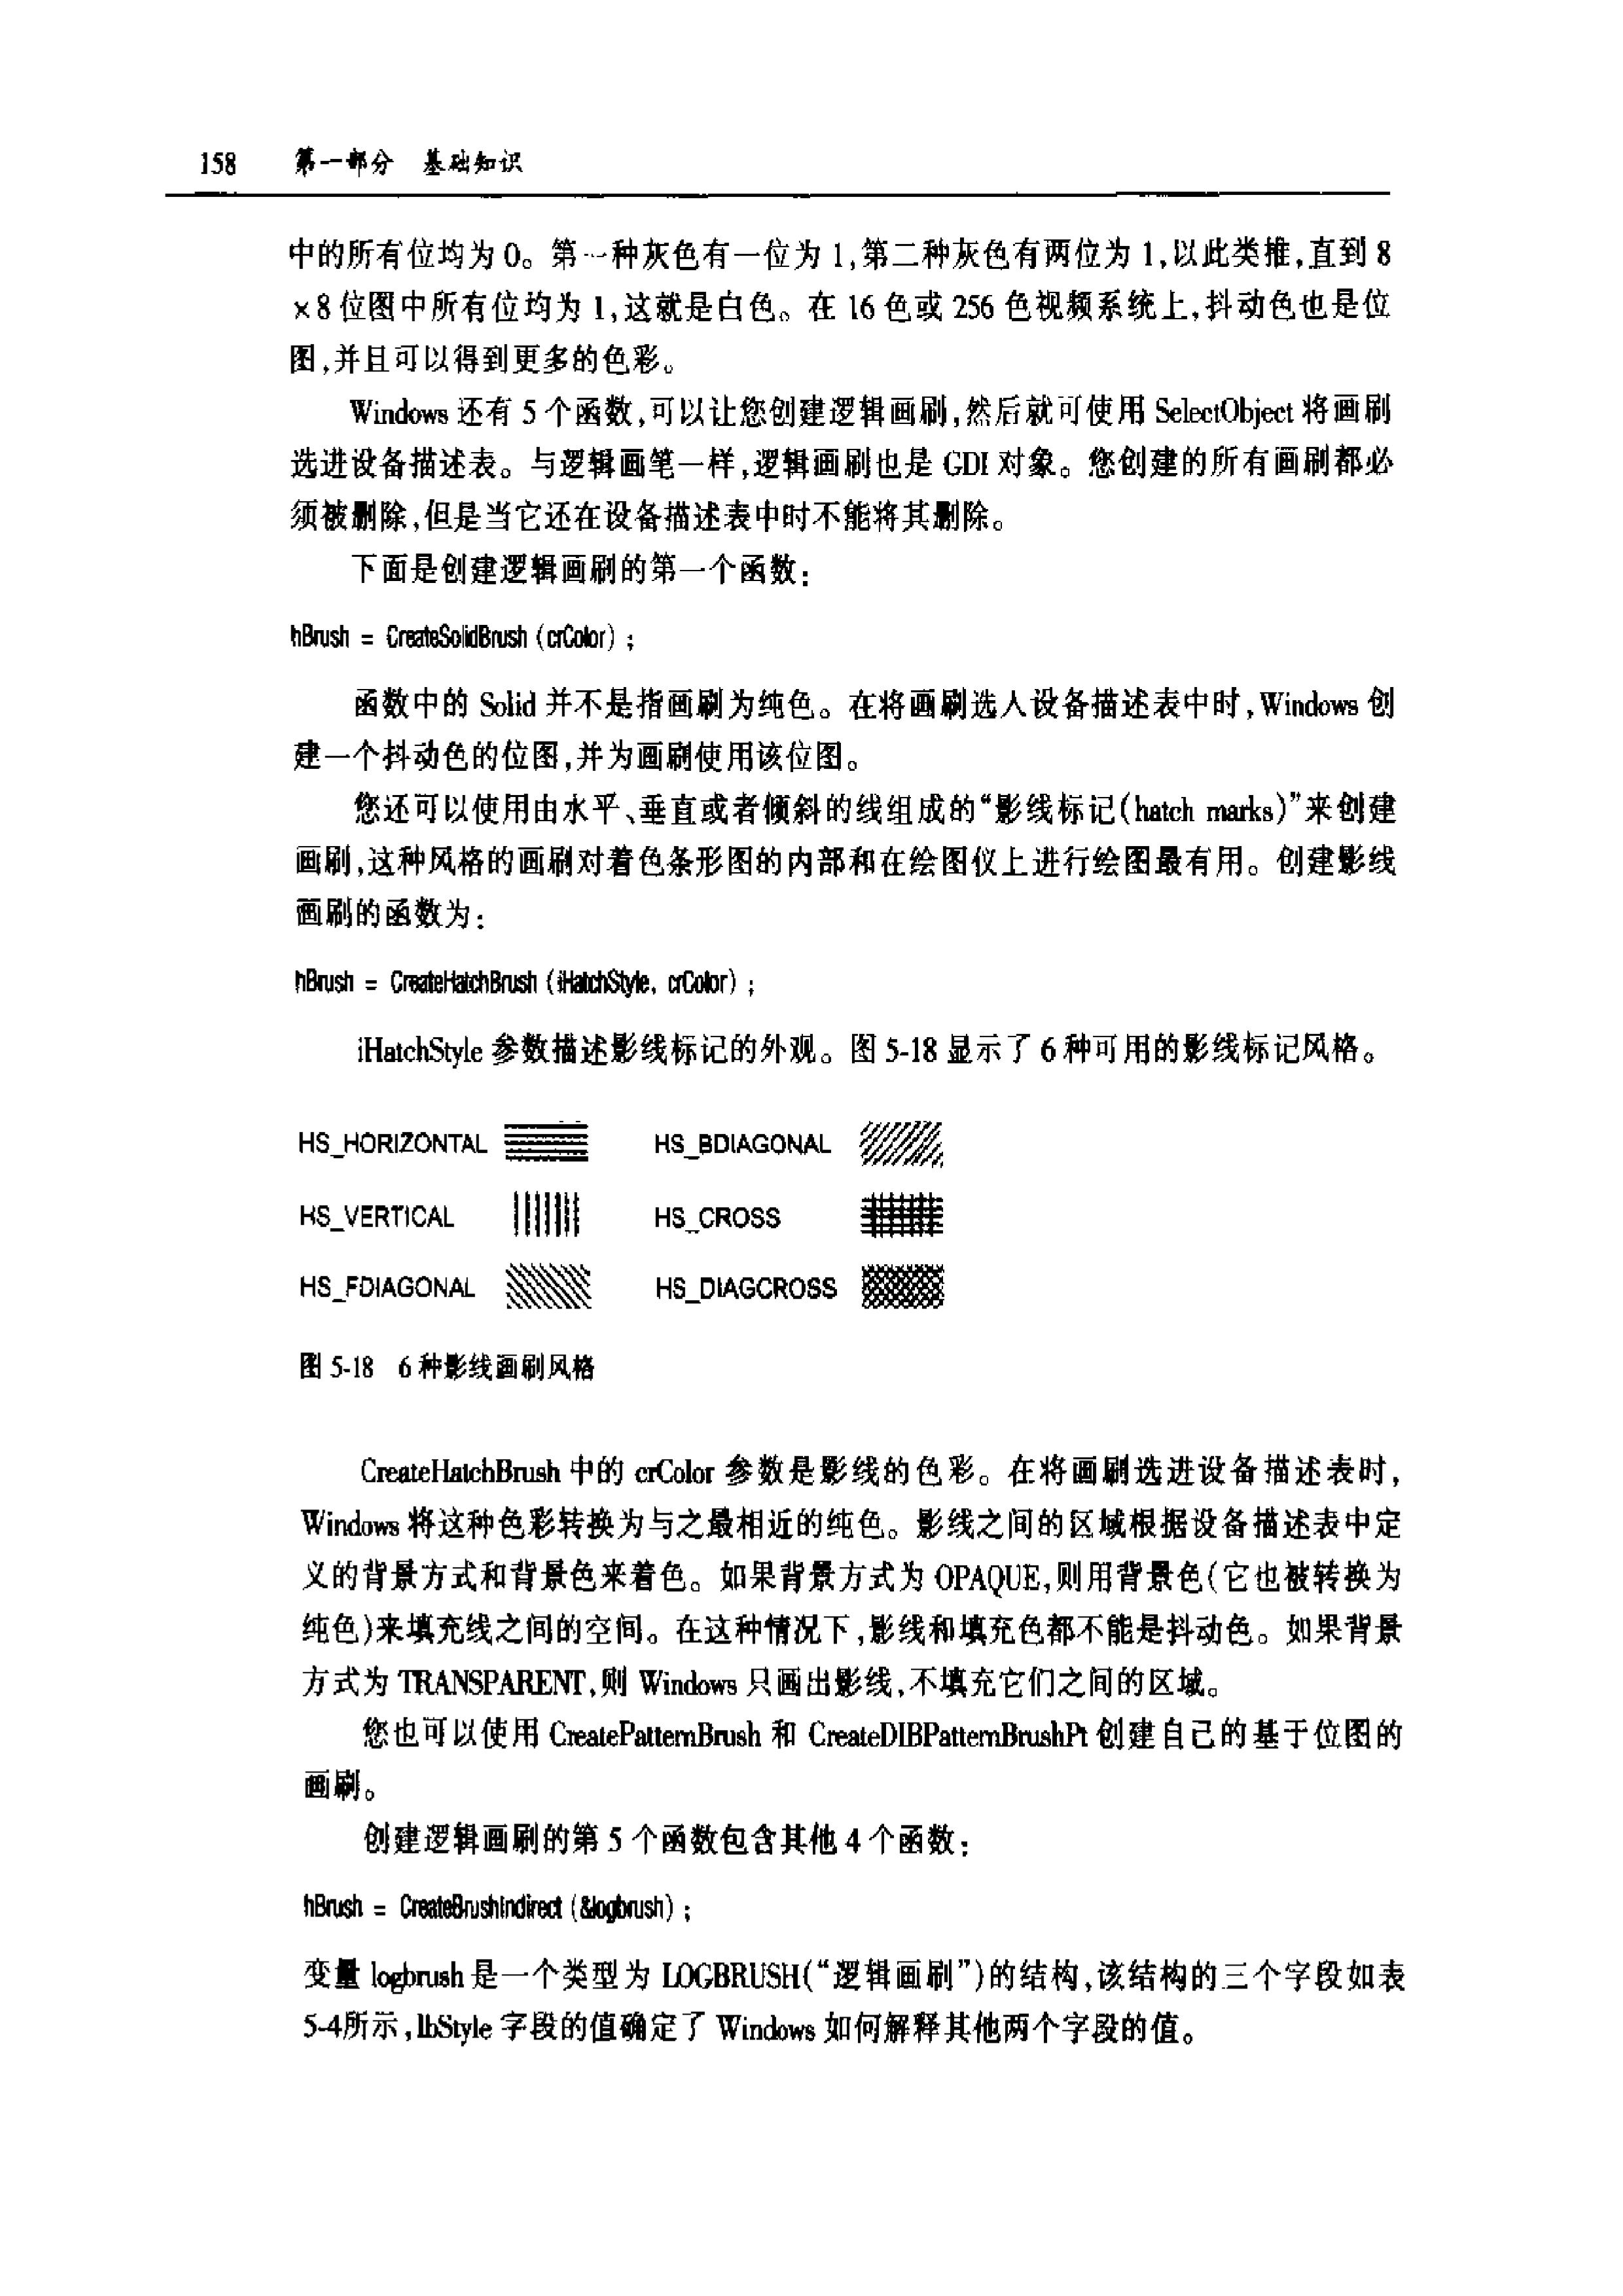 158 第一部分 基础知识
中的所有位均为 0。第一种灰色有一位为 1,第二种灰色有两位为 1,以此类推,直到 8
×8 位图中所有位均为 1,这就是白色。在 16 色或 256 色视频系统上,抖动色也是位
图,并且可以得到更多的色彩。
Windows 还有 5 个函数,可以让您创建逻辑画刷,然后就可使用 SelectObject 将画刷
选进设备描述表。与逻辑画笔一样,逻辑画刷也是 GDI 对象。您创建的所有画刷都必
须被删除,但是当它还在设备描述表中时不能将其删除。
下面是创建逻辑画刷的第一个函数:
hBrush = CreateSolidBrush (crColor) ;
函数中的 Solid 并不是指画刷为纯色。在将画刷选入设备描述表中时,Windows 创
建一个抖动色的位图,并为画刷使用该位图。
您还可以使用由水平、垂直或者倾斜的线组成的“影线标记(hatch marks)”来创建
画刷,这种风格的画刷对着色条形图的内部和在绘图仪上进行绘图最有用。创建影线
画刷的函数为:
hBrush = CreateHatchBrush (iHatchStyle, crColor) ;
iHatchStyle 参数描述影线标记的外观。图 5-18 显示了 6 种可用的影线标记风格。
HS_HORIZONTAL HS_BDIAGONAL
HS_VERTICAL HS_CROSS
HS_FDIAGONAL HS_DIAGCROSS
图 5-18 6 种影线画刷风格
CreateHatchBrush 中的 crColor 参数是影线的色彩。在将画刷选进设备描述表时,
Windows 将这种色彩转换为与之最相近的纯色。影线之间的区域根据设备描述表中定
义的背景方式和背景色来着色。如果背景方式为 OPAQUE,则用背景色(它也被转换为
纯色)来填充线之间的空间。在这种情况下,影线和填充色都不能是抖动色。如果背景
方式为 TRANSPARENT,则 Windows 只画出影线,不填充它们之间的区域。
您也可以使用 CreatePatternBrush 和 CreateDIBPatternBrushPt 创建自己的基于位图的
画刷。
创建逻辑画刷的第 5 个函数包含其他 4 个函数:
hBrush = CreateBrushIndirect (&logbrush) ;
变量 logbrush 是一个类型为 LOGBRUSH(“逻辑画刷”)的结构,该结构的三个字段如表
5-4所示,lbStyle 字段的值确定了 Windows 如何解释其他两个字段的值。